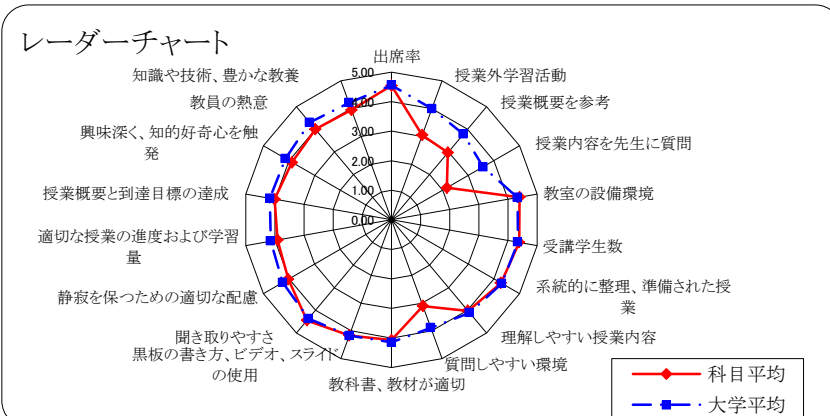 レーダーチャート
出席率
授業外学習活動
授業概要を参考
授業内容を先生に質問
教室の設備環境
受講学生数
系統的に整理、準備された授
業
理解しやすい授業内容
質問しやすい環境
教科書、教材が適切
黒板の書き方、ビデオ、スライド
の使用
聞き取りやすさ
静寂を保つための適切な配慮
適切な授業の進度および学習
量
授業概要と到達目標の達成
興味深く、知的好奇心を触
発
教員の熱意
知識や技術、豊かな教養
5.00
4.00
3.00
2.00
1.00
0.00
科目平均
大学平均